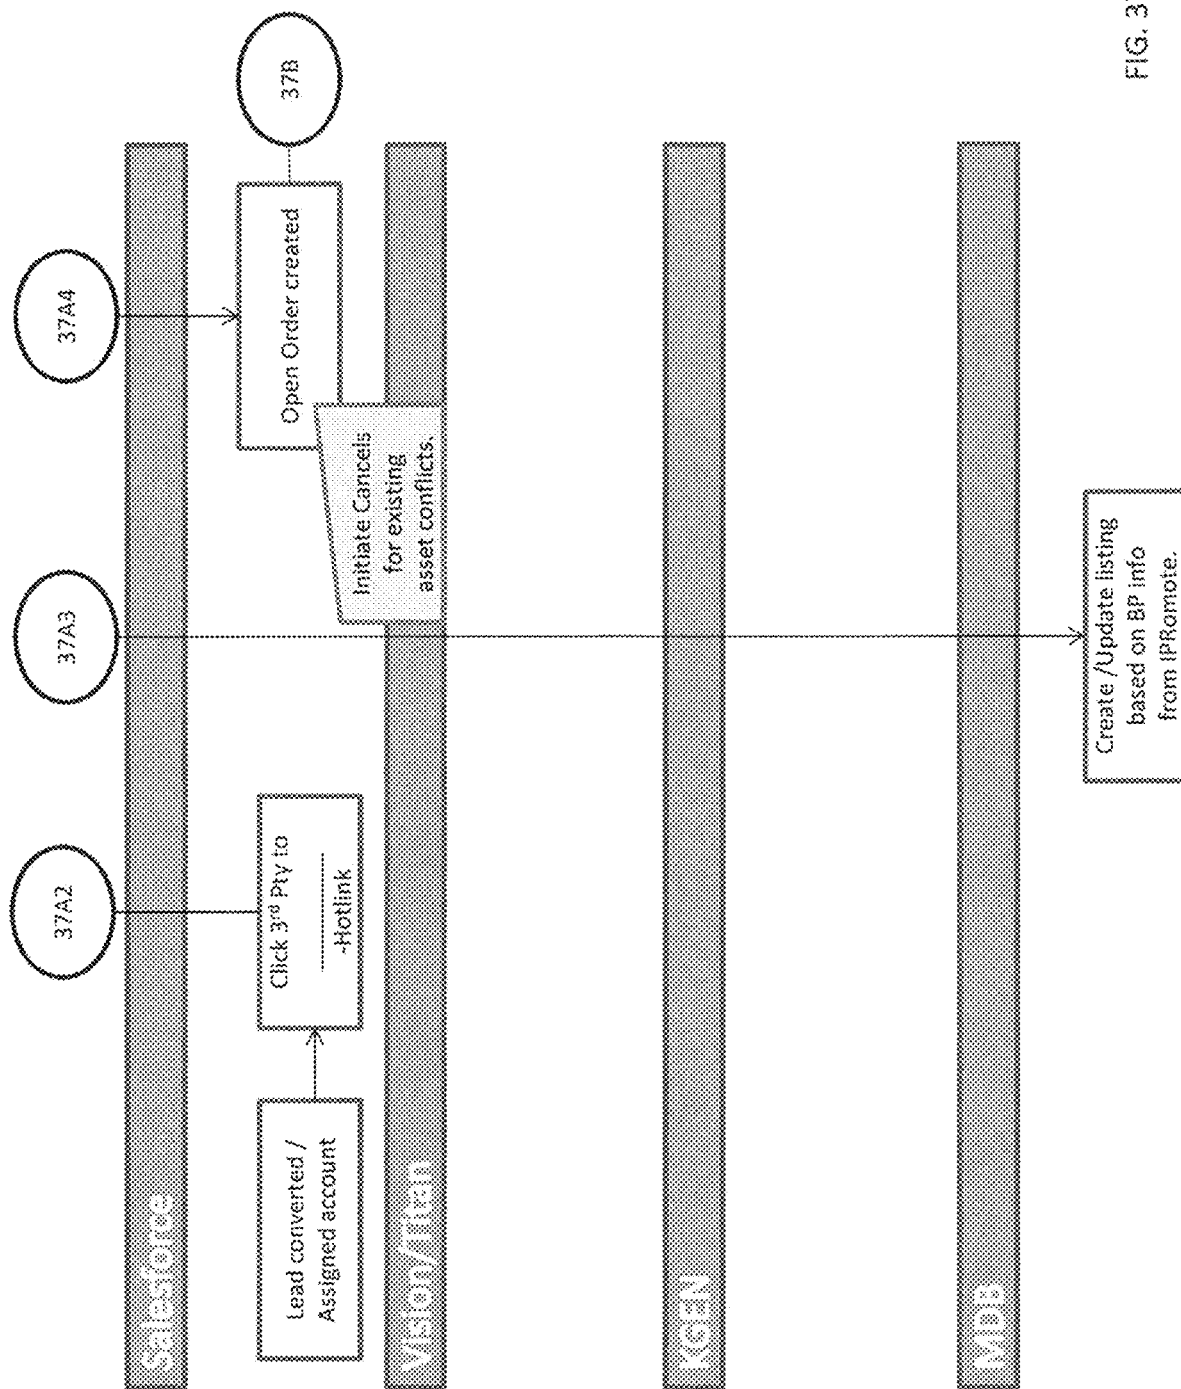 37A2
37A3
37A4
Salesforce
Lead converted /
Assigned account
Click 3rd Pty to
-Hotlink
Open Order created
37B
Initiate Cancels
for existing
asset conflicts.
Vision/Titan
KGEN
MDB
Create /Update listing
based on BP info
from IPRomote.
FIG. 37